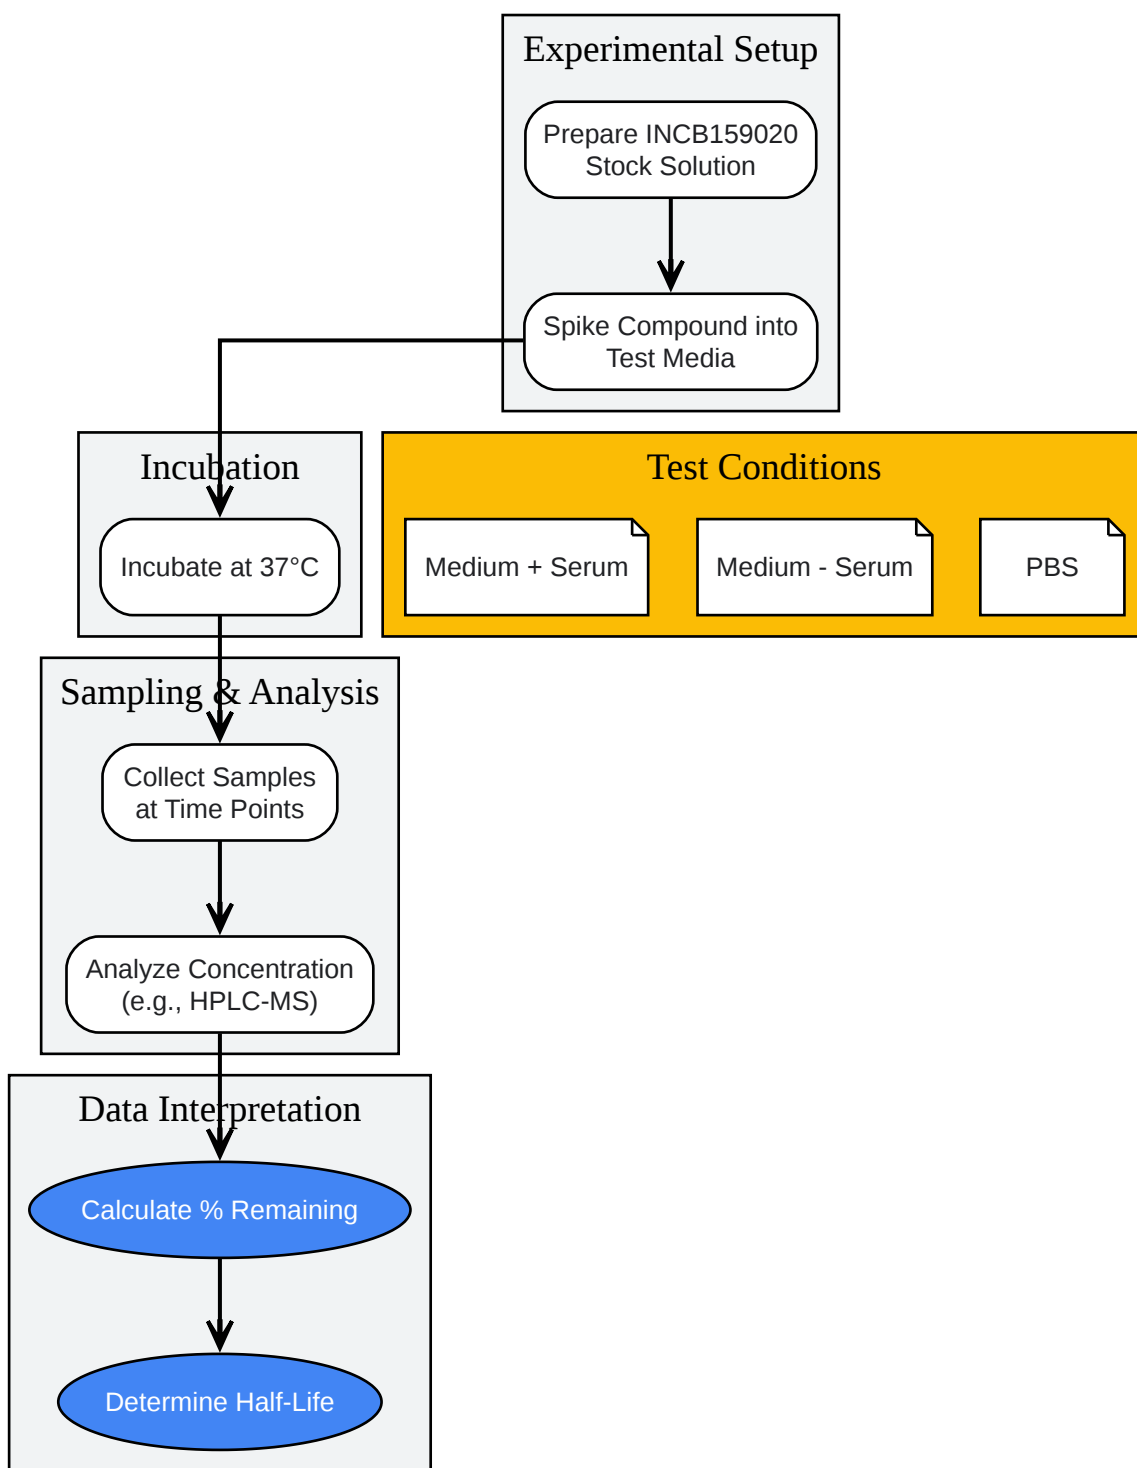 Experimental Setup
Prepare INCB159020
Stock Solution
Spike Compound into
Test Media
Incubation
Incubate at 37°C
Test Conditions
Medium + Serum
Medium - Serum
PBS
Sampling & Analysis
Collect Samples
at Time Points
Analyze Concentration
(e.g., HPLC-MS)
Data Interpretation
Calculate % Remaining
Determine Half-Life